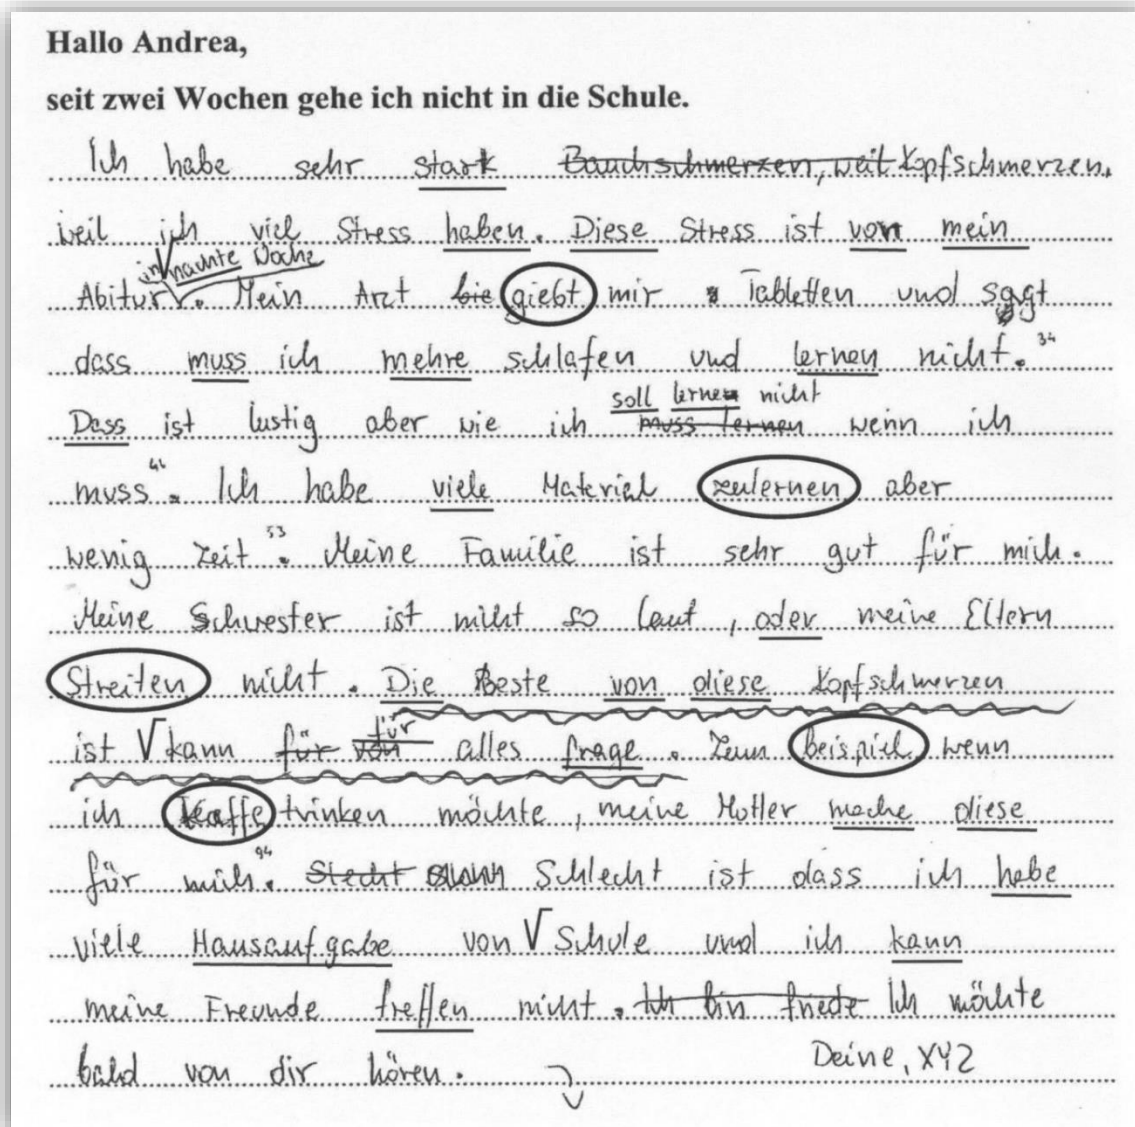 Hallo Andrea,
seit zwei Wochen gehe ich nicht in die Schule.
Ich habe sehr stark Bauchschmerzen, weil Kopfschmerzen,
weil ich viel Stress haben. Diese Stress ist von mein
in nachte Woche
Abitur. Mein Arzt bie giebt mir Tabletten und sagt
dass muss ich mehre schlafen und lernen nicht. 34
soll lernen nicht
Dass ist lustig aber wie ich muss lernen wenn ich
muss 44. Ich habe viele Material zulernen aber
wenig Zeit 53. Meine Familie ist sehr gut für mich.
Meine Schwester ist nicht so laut, oder meine Eltern
Streiten nicht. Die Beste von diese Kopfschmerzen
für
ist √ kann für von alles frage. Zum beispiel wenn
ich Kaffe trinken möchte, meine Mutter mache diese
für mich 94. Stecht Schlecht ist dass ich habe
viele Hausaufgabe von √ Schule und ich kann
meine Freunde treffen nicht. Ich bin friede Ich möchte
bald von dir hören.
Deine, XYZ